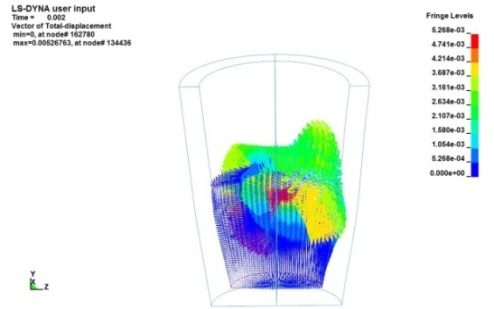 LS-DYNA user input
Time = 0.002
Vector of Total-displacement
min=0, at node# 162780
max=0.00526763, at node# 134436
Fringe Levels
5.268e-03
4.741e-03
4.214e-03
3.687e-03
3.161e-03
2.634e-03
2.107e-03
1.580e-03
1.054e-03
5.268e-04
0.000e+00
Y
X
Z